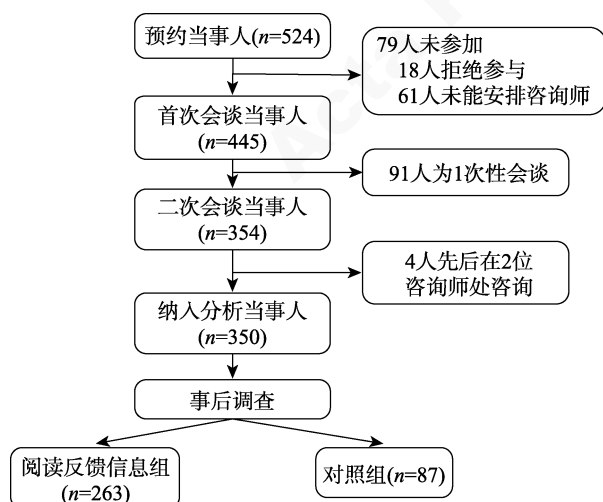 预约当事人(n=524)
79人未参加
18人拒绝参与
61人未能安排咨询师
首次会谈当事人
(n=445)
91人为1次性会谈
二次会谈当事人
(n=354)
4人先后在2位
咨询师处咨询
纳入分析当事人
(n=350)
事后调查
阅读反馈信息组
(n=263)
对照组(n=87)